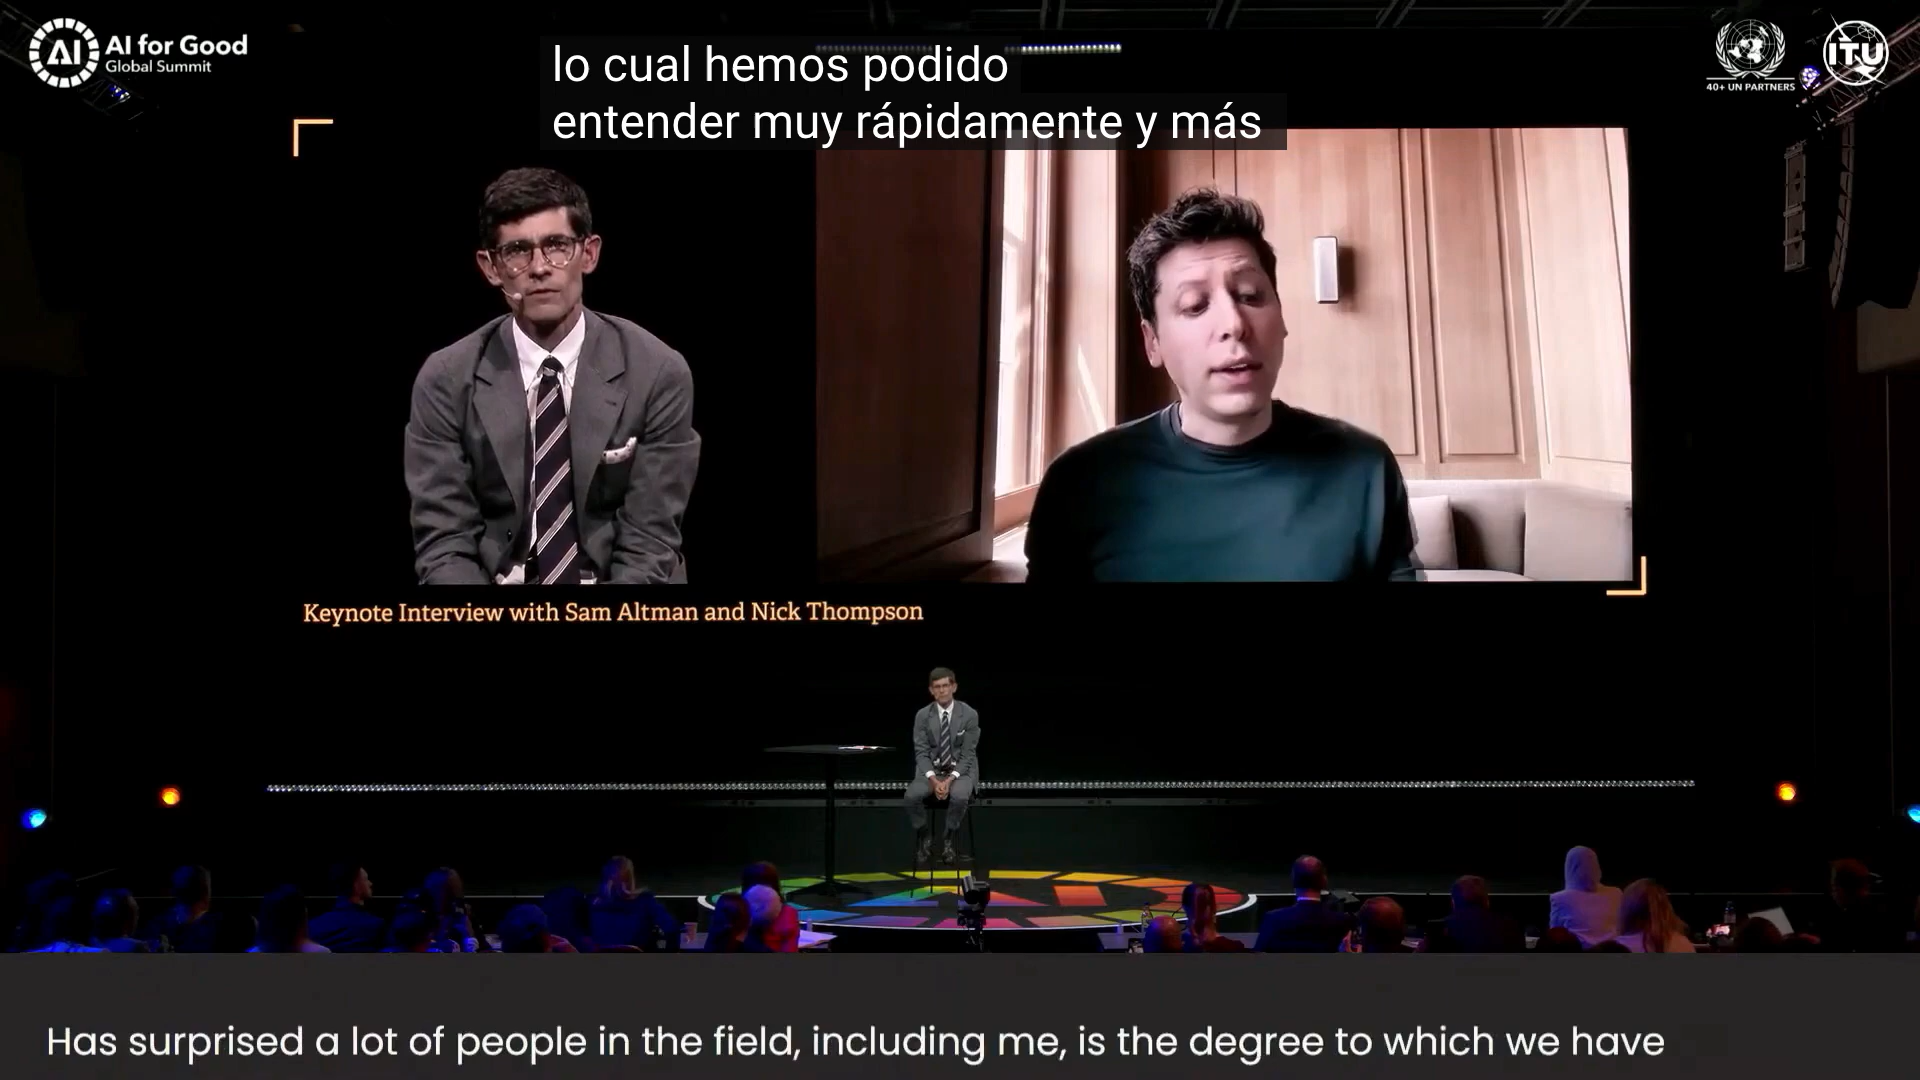 AI for Good
Global Summit
AI
lo cual hemos podido
entender muy rápidamente y más
40+ UN PARTNERS
ITU
Keynote Interview with Sam Altman and Nick Thompson
AI
Has surprised a lot of people in the field, including me, is the degree to which we have